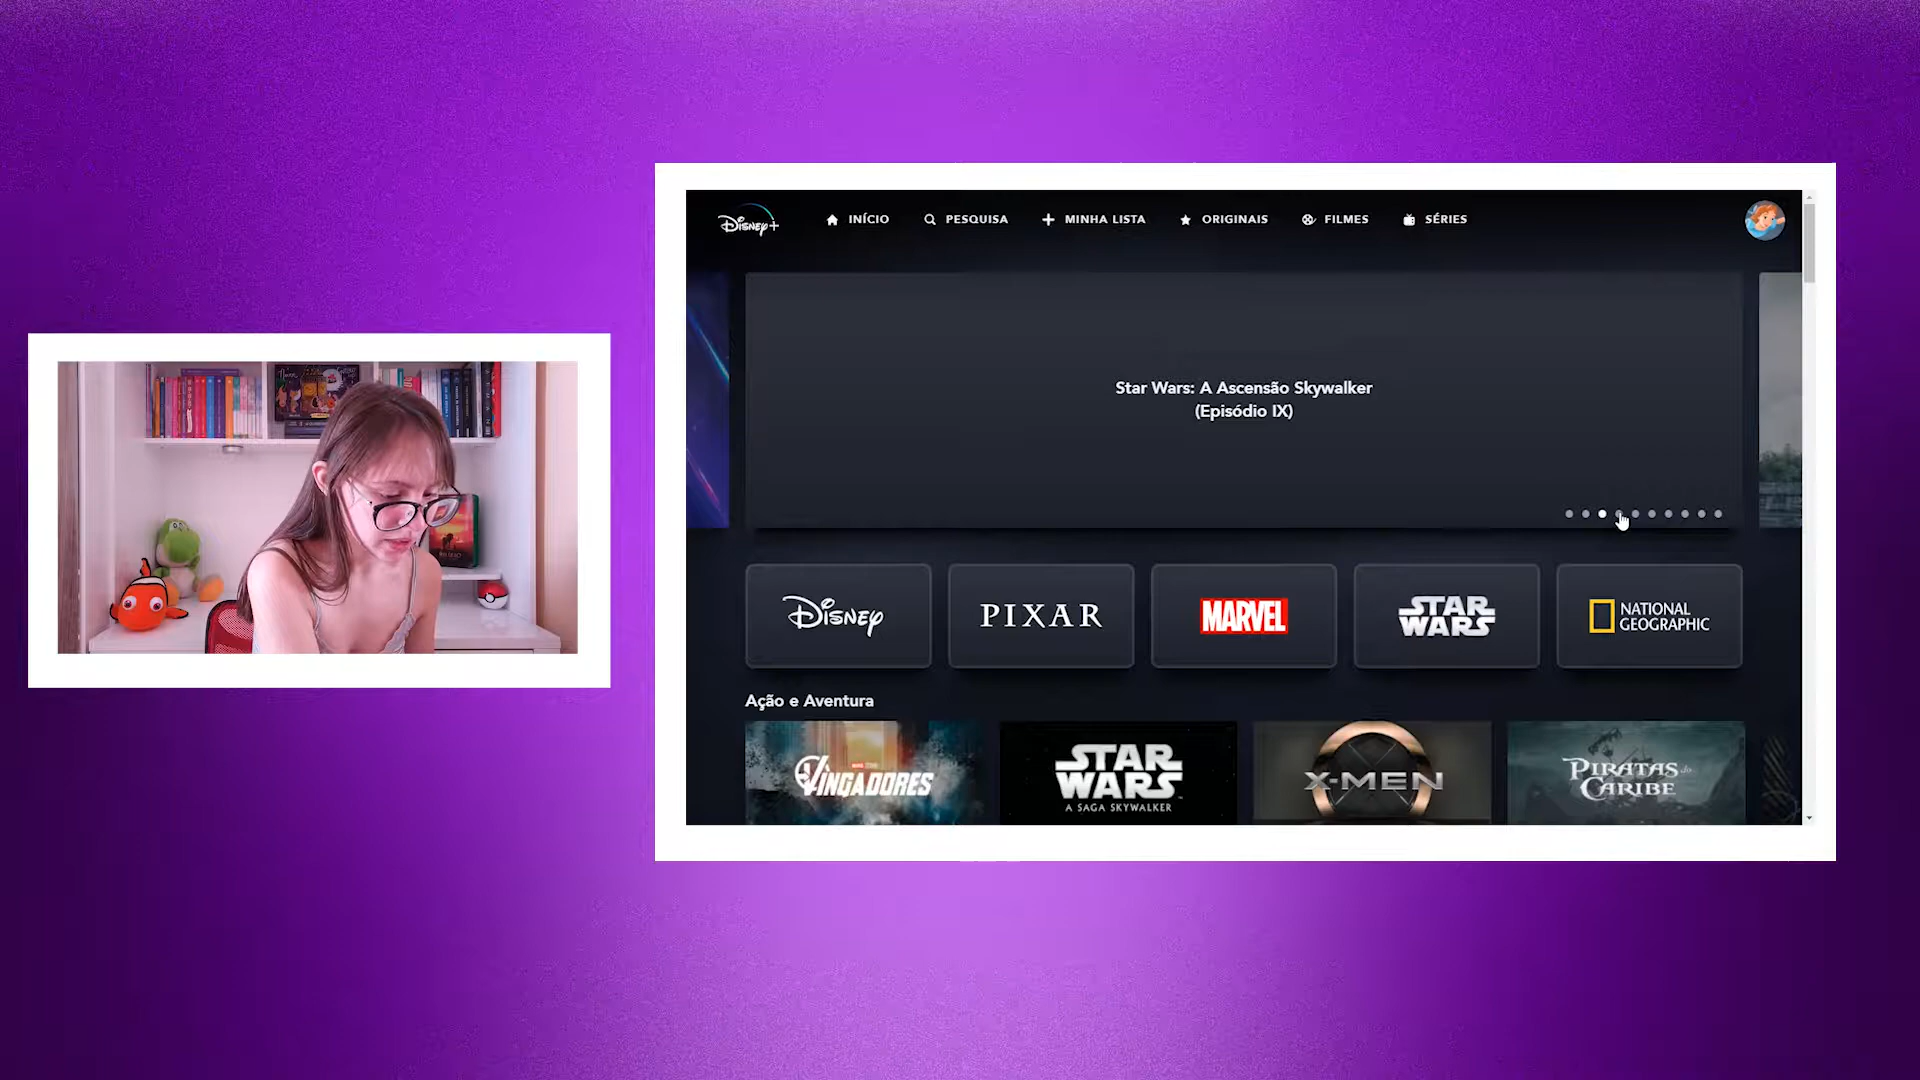 Disney+
INÍCIO
PESQUISA
MINHA LISTA
ORIGINAIS
FILMES
SÉRIES
Star Wars: A Ascensão Skywalker
(Episódio IX)
Disney
PIXAR
MARVEL
STAR
WARS
NATIONAL
GEOGRAPHIC
Ação e Aventura
VINGADORES
STAR
WARS
A SAGA SKYWALKER
X-MEN
PIRATAS do
CARIBE